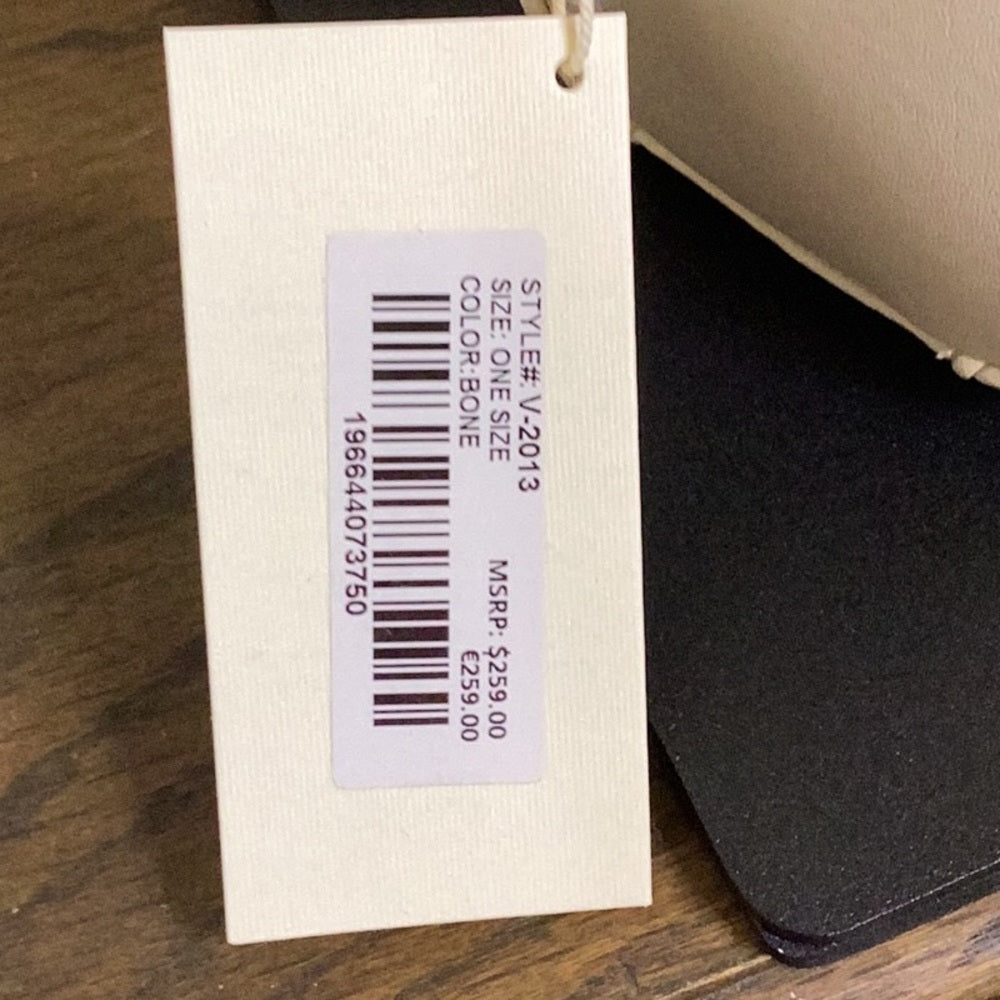 STYLE#: V-2013
SIZE: ONE SIZE
MSRP: $259.00
COLOR:BONE
€259.00
196644073750